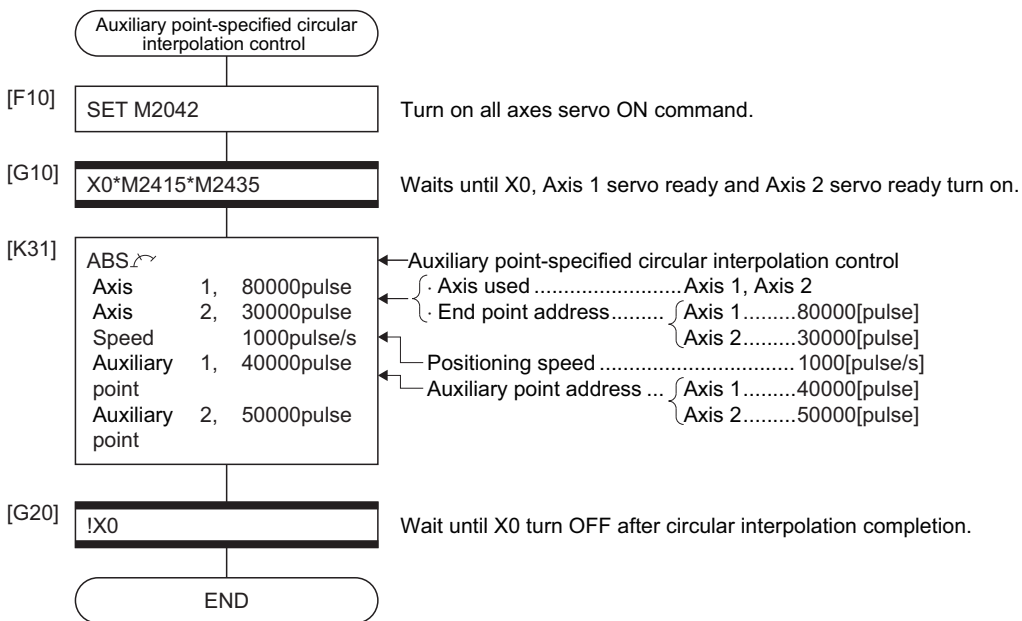 Auxiliary point-specified circular
interpolation control
[F10]
SET M2042
Turn on all axes servo ON command.
[G10]
X0*M2415*M2435
Waits until X0, Axis 1 servo ready and Axis 2 servo ready turn on.
[K31]
ABS
Axis 1, 80000pulse
Axis 2, 30000pulse
Speed 1000pulse/s
Auxiliary 1, 40000pulse
point
Auxiliary 2, 50000pulse
point
Auxiliary point-specified circular interpolation control
· Axis used ........................Axis 1, Axis 2
· End point address......... Axis 1.........80000[pulse]
Axis 2.........30000[pulse]
Positioning speed ................................ 1000[pulse/s]
Auxiliary point address ... Axis 1.........40000[pulse]
Axis 2.........50000[pulse]
[G20]
!X0
Wait until X0 turn OFF after circular interpolation completion.
END